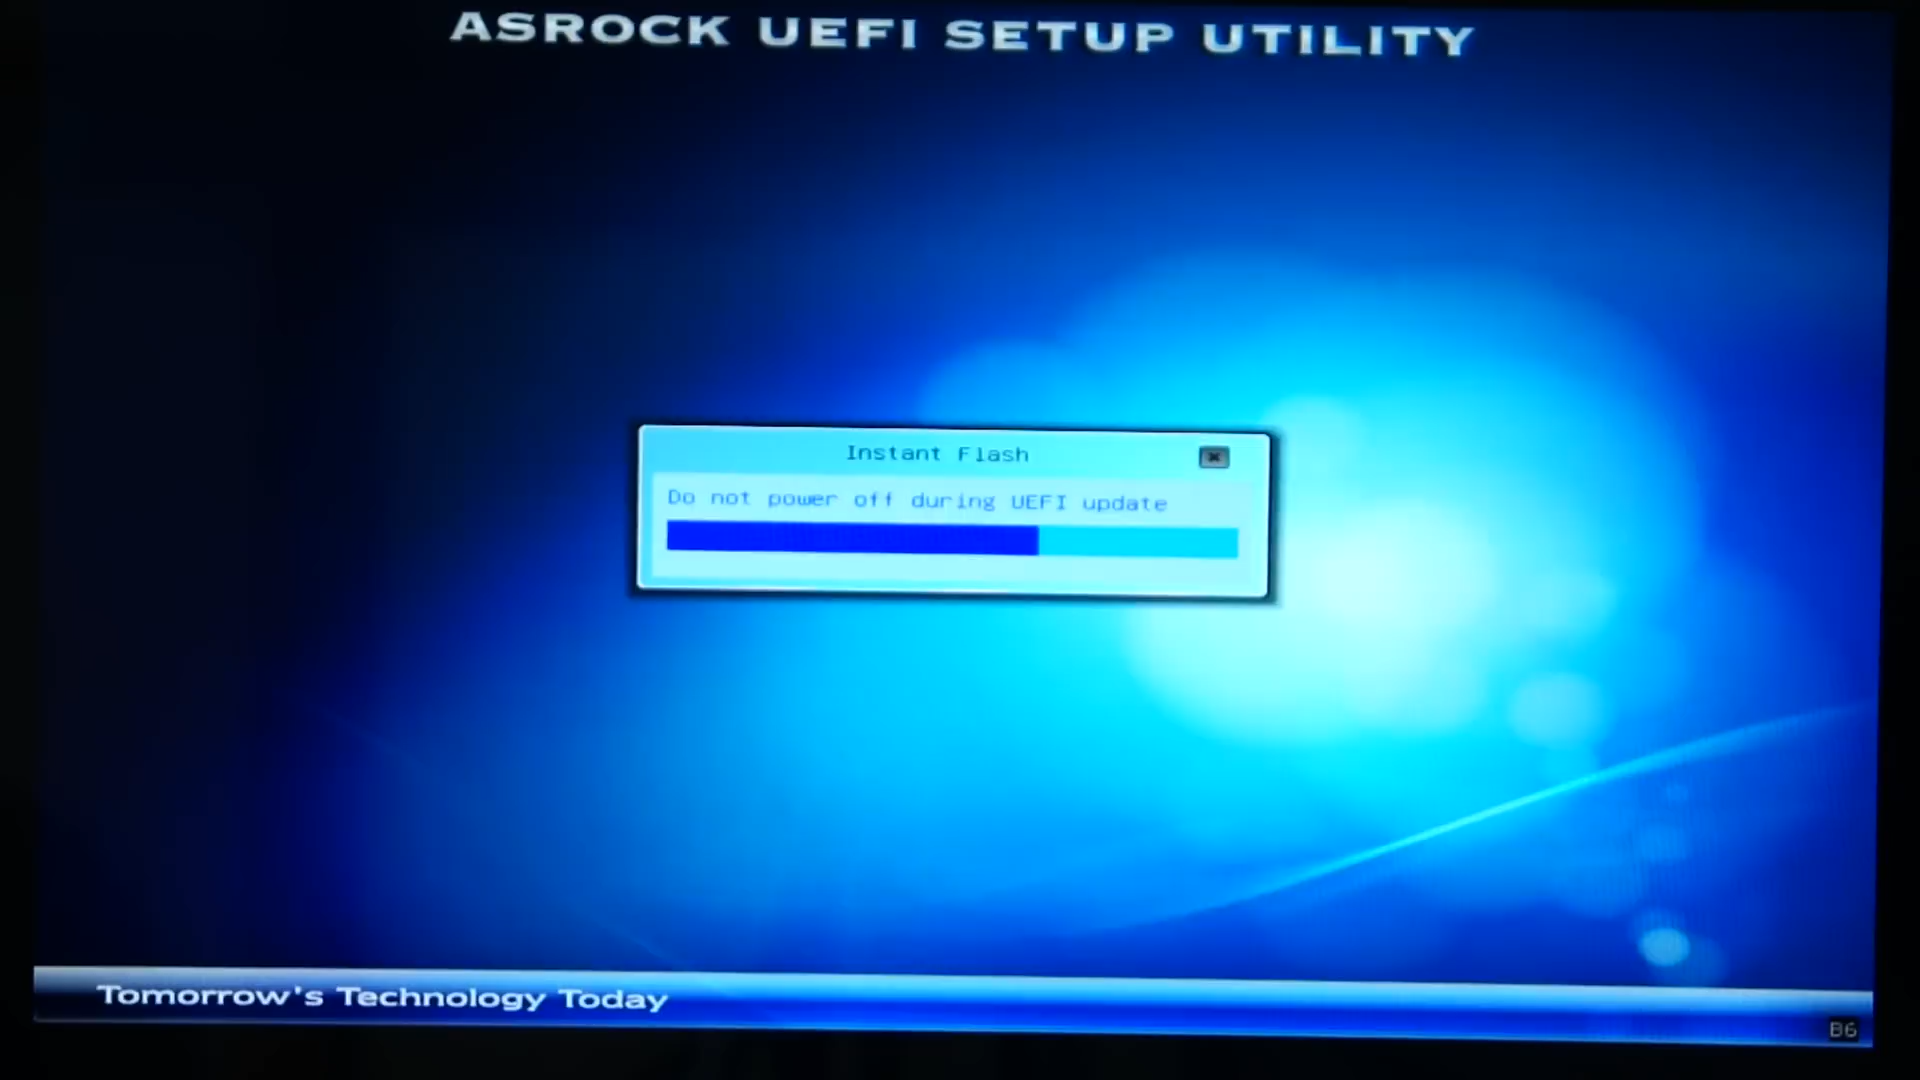 ASROCK UEFI SETUP UTILITY
Instant Flash
Do not power off during UEFI update
Tomorrow's Technology Today
B6